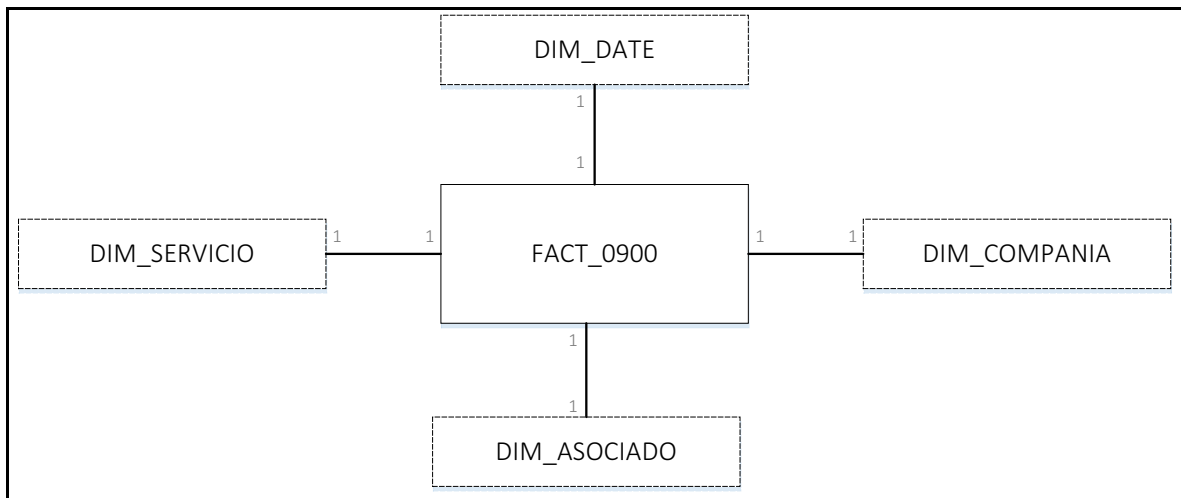 DIM_DATE
1
1
DIM_SERVICIO 1 1 FACT_0900 1 1 DIM_COMPANIA
1
1
DIM_ASOCIADO